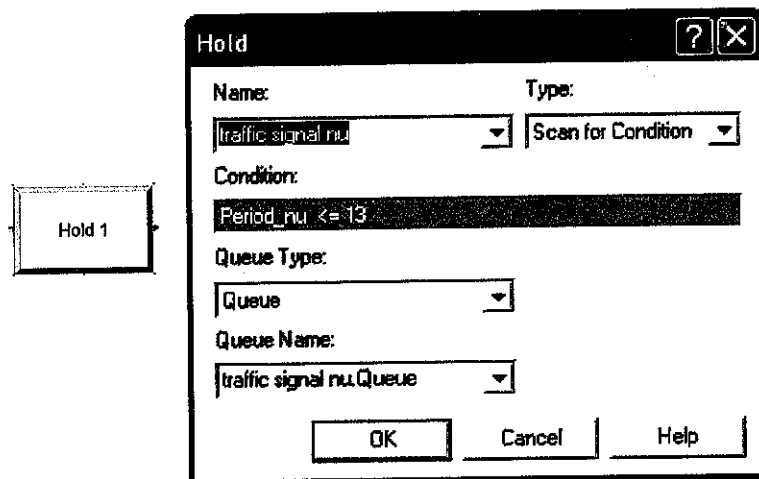 Hold
Name:
Type:
traffic signal nu
Scan for Condition
Condition:
Period_nu <= 13
Hold 1
Queue Type:
Queue
Queue Name:
traffic signal nu.Queue
OK
Cancel
Help